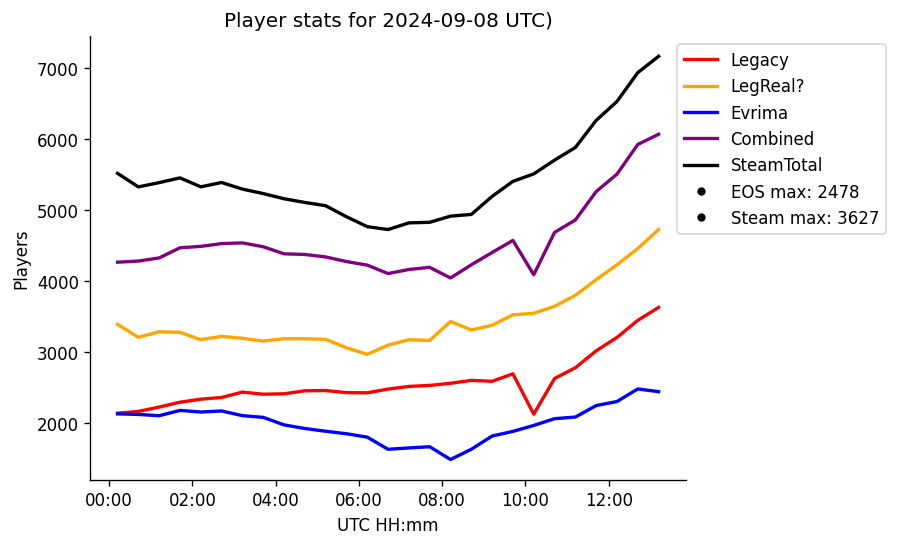 Player stats for 2024-09-08 UTC)
Legacy
LegReal?
Evrima
Combined
SteamTotal
EOS max: 2478
Steam max: 3627
Players
7000
6000
5000
4000
3000
2000
00:00 02:00 04:00 06:00 08:00 10:00 12:00
UTC HH:mm